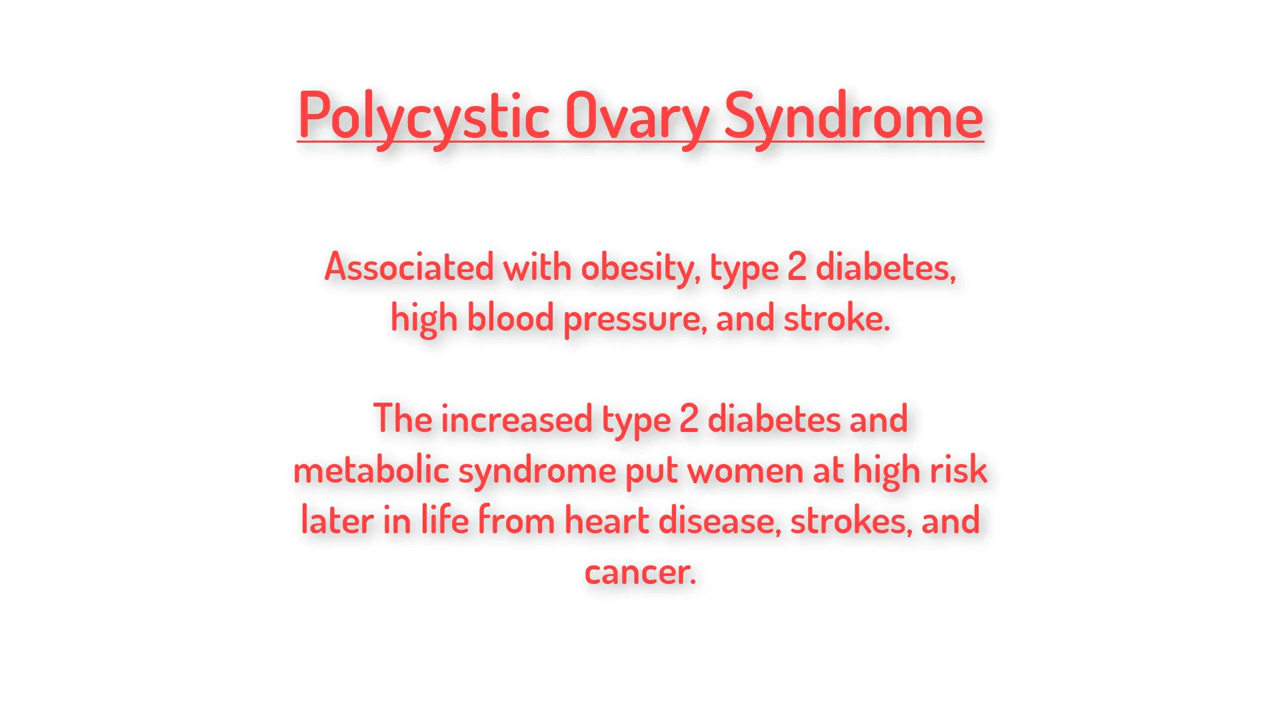 Polycystic Ovary Syndrome
Associated with obesity, type 2 diabetes,
high blood pressure, and stroke.
The increased type 2 diabetes and
metabolic syndrome put women at high risk
later in life from heart disease, strokes, and
cancer.